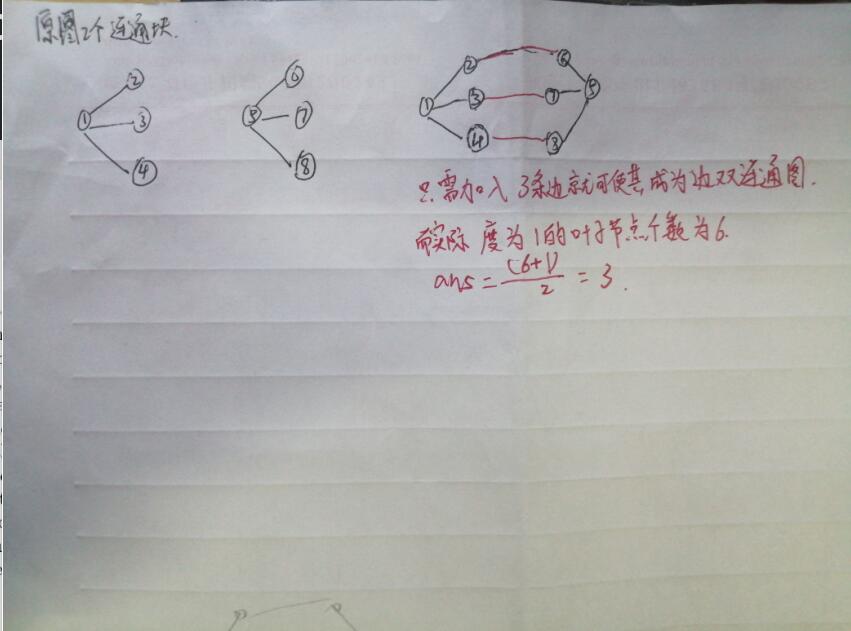 原图2个连通块.
① ② ③ ④
⑤ ⑥ ⑦ ⑧
① ② ③ ④ ⑥ ⑦ ⑧ ⑤
只需加入3条边就可使其成为边双连通图.
而实际度为1的叶子节点个数为6.
ans = (6+1)/2 = 3.